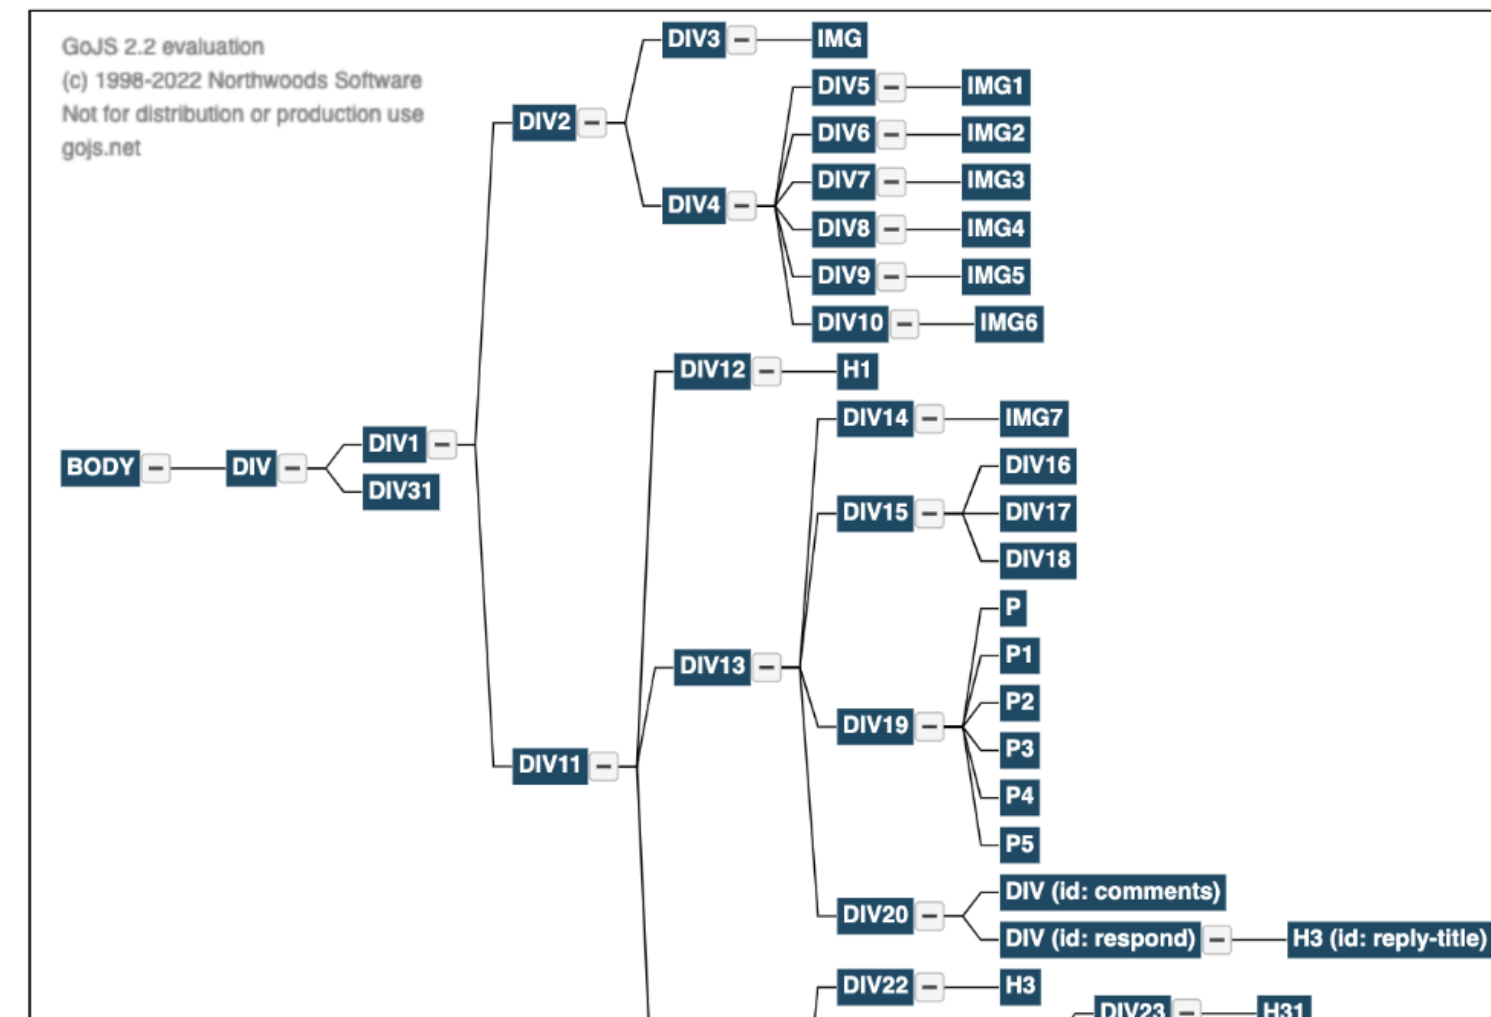 GoJS 2.2 evaluation
(c) 1998-2022 Northwoods Software
Not for distribution or production use
gojs.net
DIV3
IMG
DIV5
IMG1
DIV2
DIV6
IMG2
DIV7
IMG3
DIV4
DIV8
IMG4
DIV9
IMG5
DIV10
IMG6
DIV12
H1
DIV14
IMG7
DIV1
BODY
DIV
DIV16
DIV31
DIV15
DIV17
DIV18
P
P1
DIV13
P2
DIV19
P3
DIV11
P4
P5
DIV (id: comments)
DIV20
DIV (id: respond)
H3 (id: reply-title)
DIV22
H3
DIV23
H31